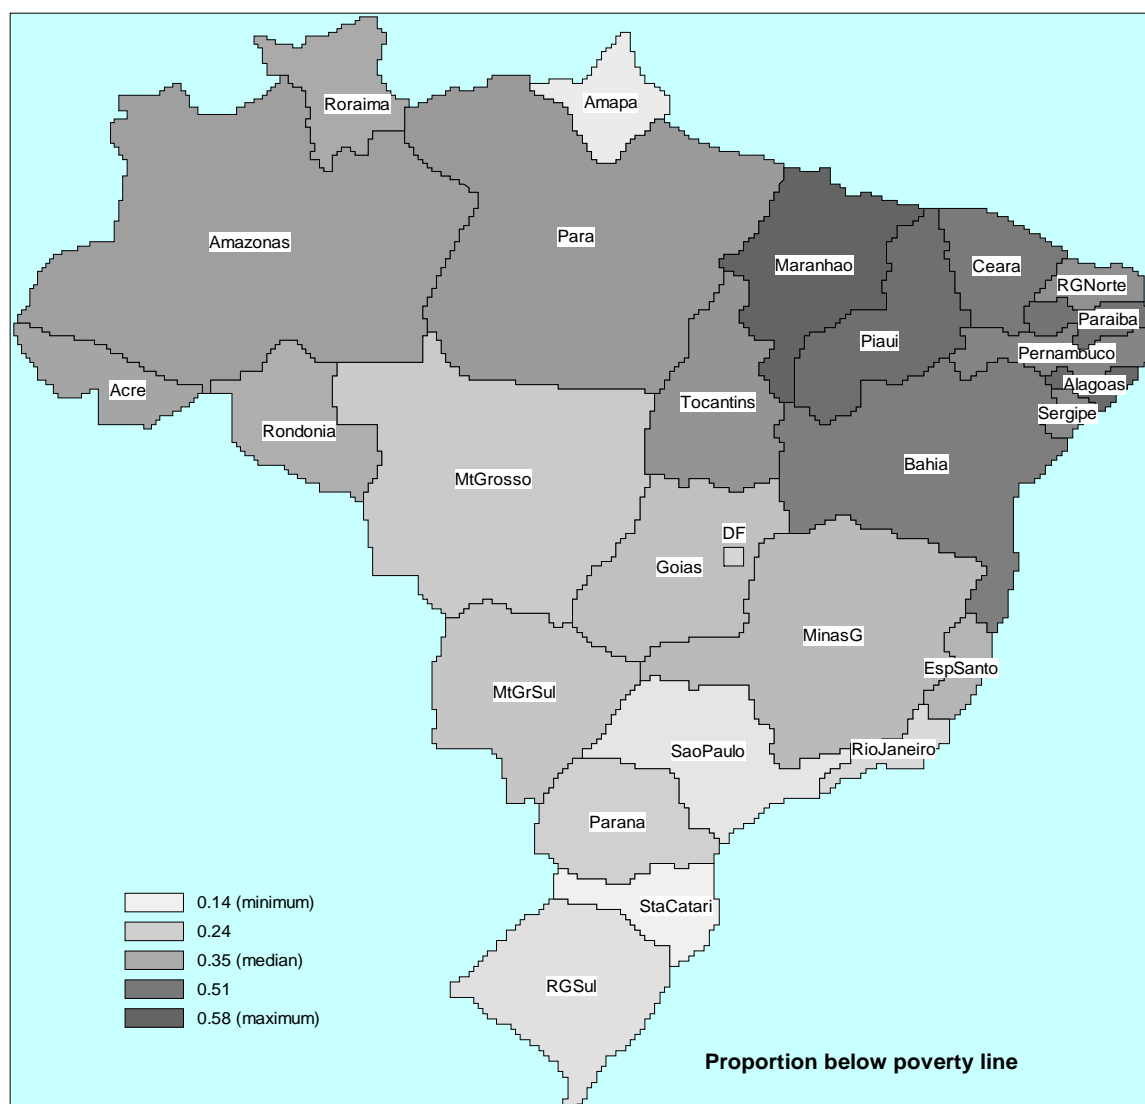 Roraima
Amapa
Amazonas
Para
Maranhao
Ceara
RGNorte
Paraiba
Piaui
Pernambuco
Acre
Alagoas
Tocantins
Sergipe
Rondonia
Bahia
MtGrosso
DF
Goias
MinasG
EspSanto
MtGrSul
SaoPaulo
RioJaneiro
Parana
StaCatari
RGSul
0.14 (minimum)
0.24
0.35 (median)
0.51
0.58 (maximum)
Proportion below poverty line